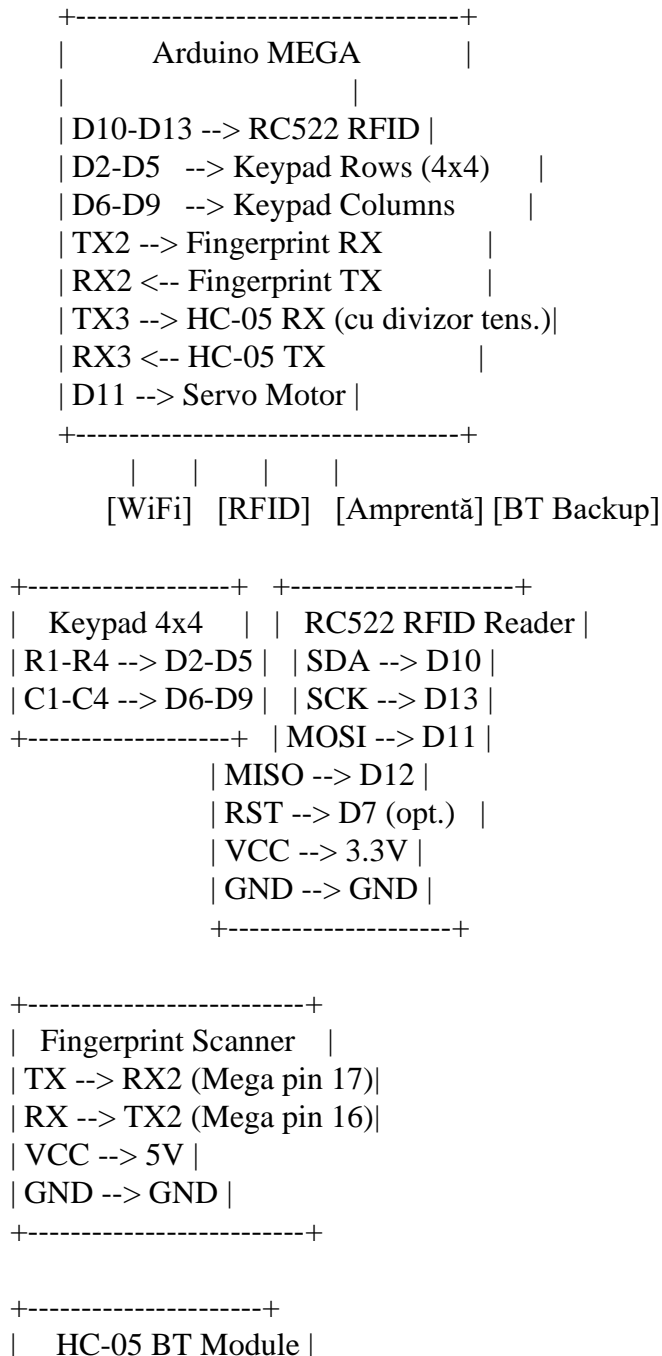 +------------------------------------+
| Arduino MEGA |
| |
| D10-D13 --> RC522 RFID |
| D2-D5 --> Keypad Rows (4x4) |
| D6-D9 --> Keypad Columns |
| TX2 --> Fingerprint RX |
| RX2 <-- Fingerprint TX |
| TX3 --> HC-05 RX (cu divizor tens.)|
| RX3 <-- HC-05 TX |
| D11 --> Servo Motor |
+------------------------------------+
| | | |
[WiFi] [RFID] [Amprentă] [BT Backup]
+-------------------+ +---------------------+
| Keypad 4x4 | | RC522 RFID Reader |
| R1-R4 --> D2-D5 | | SDA --> D10 |
| C1-C4 --> D6-D9 | | SCK --> D13 |
+-------------------+ | MOSI --> D11 |
| MISO --> D12 |
| RST --> D7 (opt.) |
| VCC --> 3.3V |
| GND --> GND |
+---------------------+
+--------------------------+
| Fingerprint Scanner |
| TX --> RX2 (Mega pin 17)|
| RX --> TX2 (Mega pin 16)|
| VCC --> 5V |
| GND --> GND |
+--------------------------+
+----------------------+
| HC-05 BT Module |